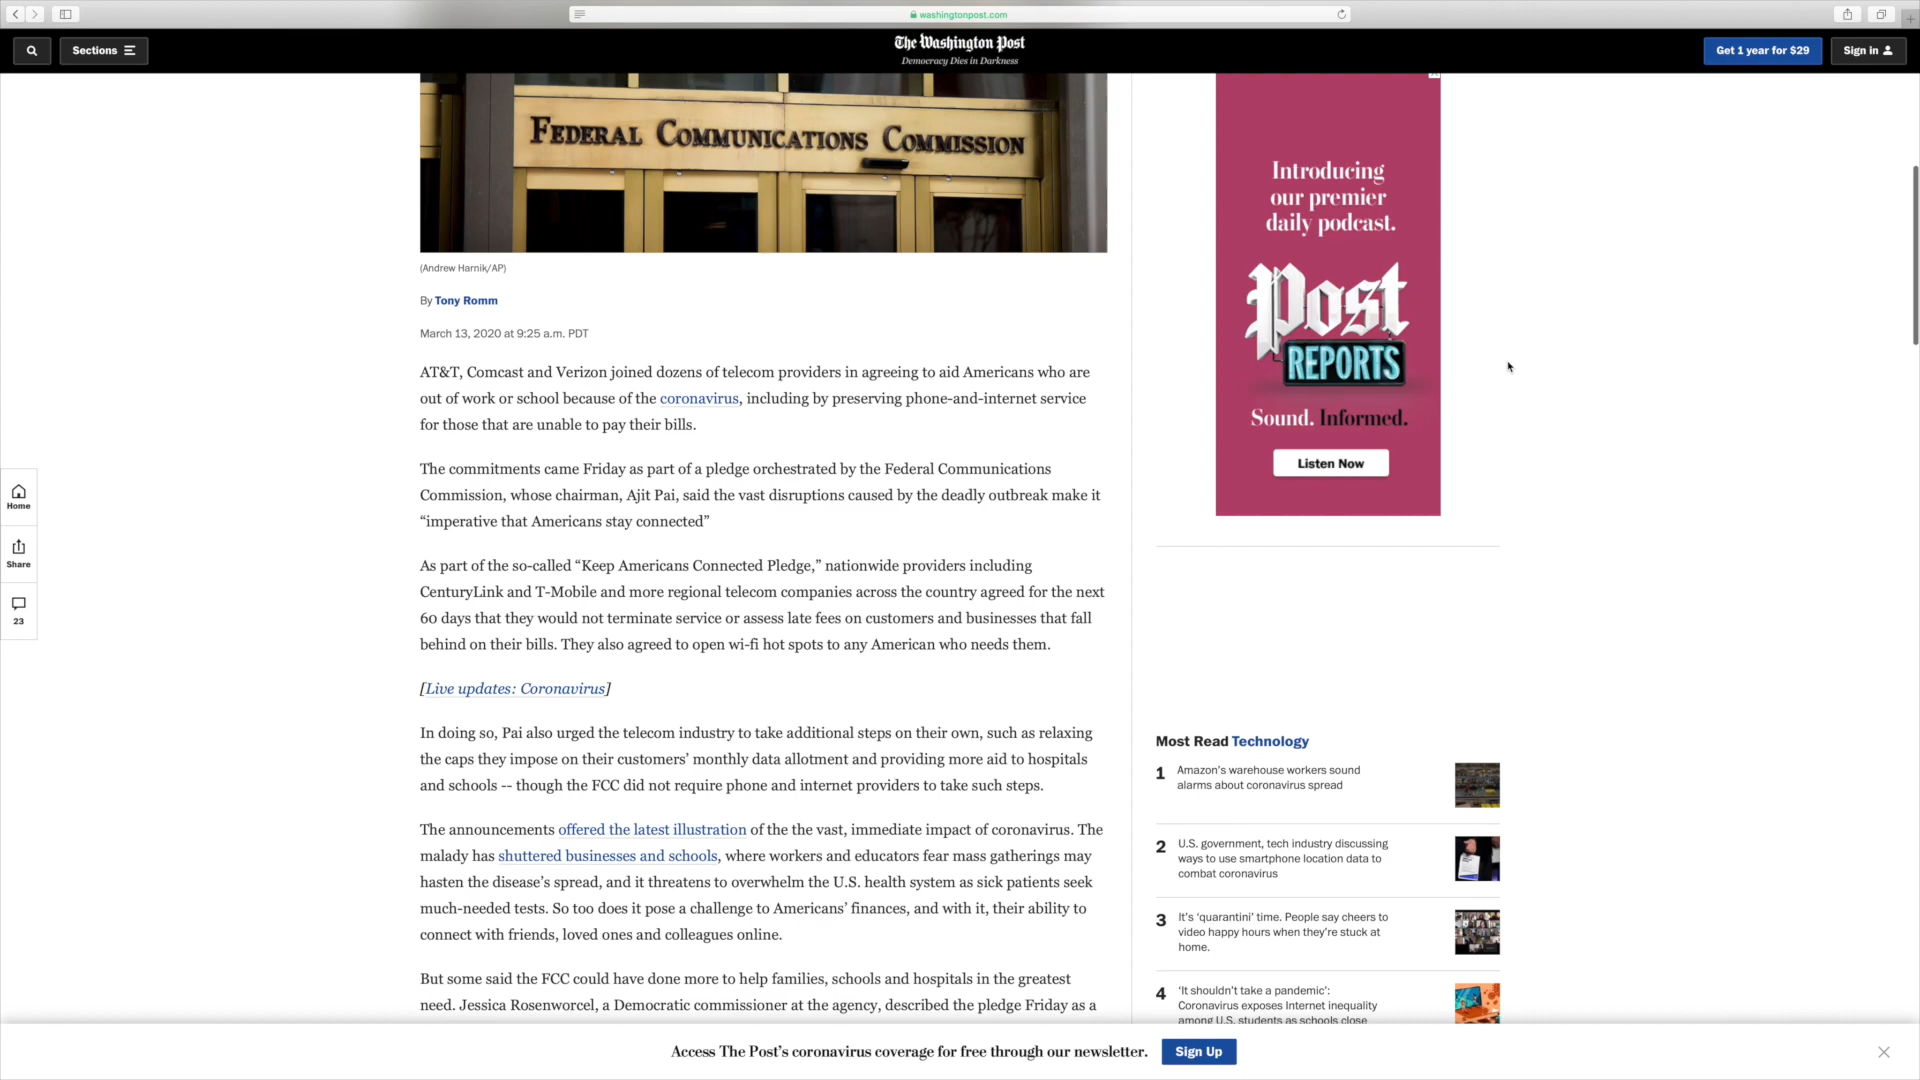 washingtonpost.com
Sections
The Washington Post
Democracy Dies in Darkness
Get 1 year for $29
Sign in
FEDERAL COMMUNICATIONS COMMISSION
(Andrew Harnik/AP)
By Tony Romm
March 13, 2020 at 9:25 a.m. PDT
AT&T, Comcast and Verizon joined dozens of telecom providers in agreeing to aid Americans who are
out of work or school because of the coronavirus, including by preserving phone-and-internet service
for those that are unable to pay their bills.
The commitments came Friday as part of a pledge orchestrated by the Federal Communications
Commission, whose chairman, Ajit Pai, said the vast disruptions caused by the deadly outbreak make it
“imperative that Americans stay connected”
As part of the so-called “Keep Americans Connected Pledge,” nationwide providers including
CenturyLink and T-Mobile and more regional telecom companies across the country agreed for the next
60 days that they would not terminate service or assess late fees on customers and businesses that fall
behind on their bills. They also agreed to open wi-fi hot spots to any American who needs them.
[Live updates: Coronavirus]
In doing so, Pai also urged the telecom industry to take additional steps on their own, such as relaxing
the caps they impose on their customers’ monthly data allotment and providing more aid to hospitals
and schools -- though the FCC did not require phone and internet providers to take such steps.
The announcements offered the latest illustration of the the vast, immediate impact of coronavirus. The
malady has shuttered businesses and schools, where workers and educators fear mass gatherings may
hasten the disease’s spread, and it threatens to overwhelm the U.S. health system as sick patients seek
much-needed tests. So too does it pose a challenge to Americans’ finances, and with it, their ability to
connect with friends, loved ones and colleagues online.
But some said the FCC could have done more to help families, schools and hospitals in the greatest
need. Jessica Rosenworcel, a Democratic commissioner at the agency, described the pledge Friday as a
Home
Share
23
Introducing
our premier
daily podcast.
Post
REPORTS
Sound. Informed.
Listen Now
Most Read Technology
1 Amazon’s warehouse workers sound
alarms about coronavirus spread
2 U.S. government, tech industry discussing
ways to use smartphone location data to
combat coronavirus
3 It’s ‘quarantini’ time. People say cheers to
video happy hours when they’re stuck at
home.
4 ‘It shouldn’t take a pandemic’:
Coronavirus exposes Internet inequality
among U.S. students as schools close
Access The Post’s coronavirus coverage for free through our newsletter.
Sign Up